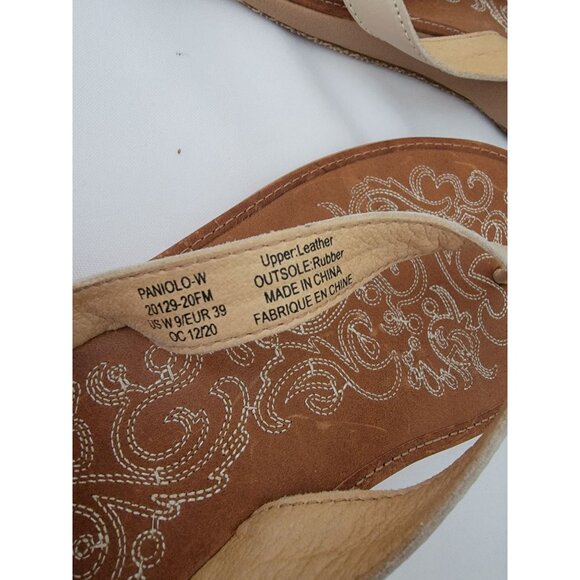 PANIOLO-W
20129-20FM
US W 9/EUR 39
OC 12/20
Upper:Leather
OUTSOLE:Rubber
MADE IN CHINA
FABRIQUE EN CHINE